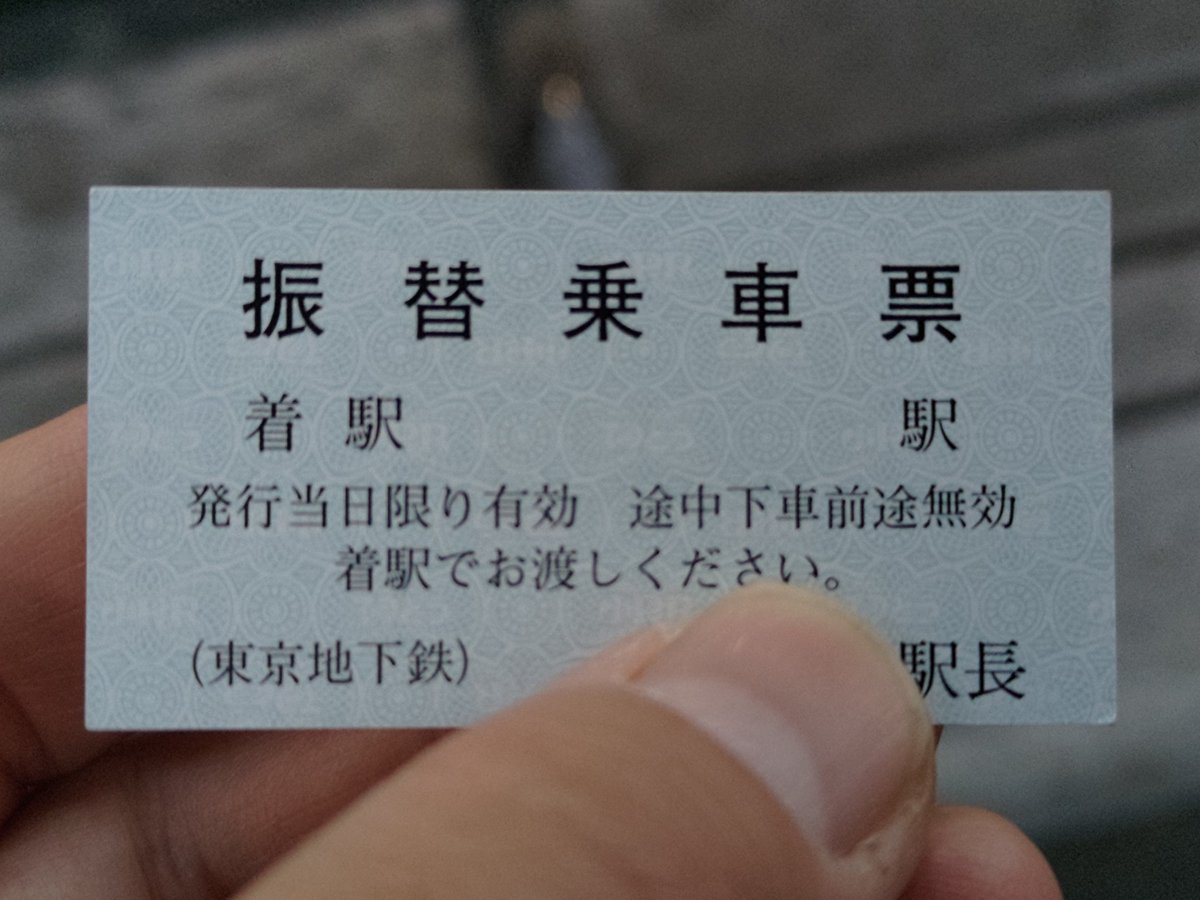 振替乗車票
着駅 駅
発行当日限り有効 途中下車前途無効
着駅でお渡しください。
(東京地下鉄) 駅長